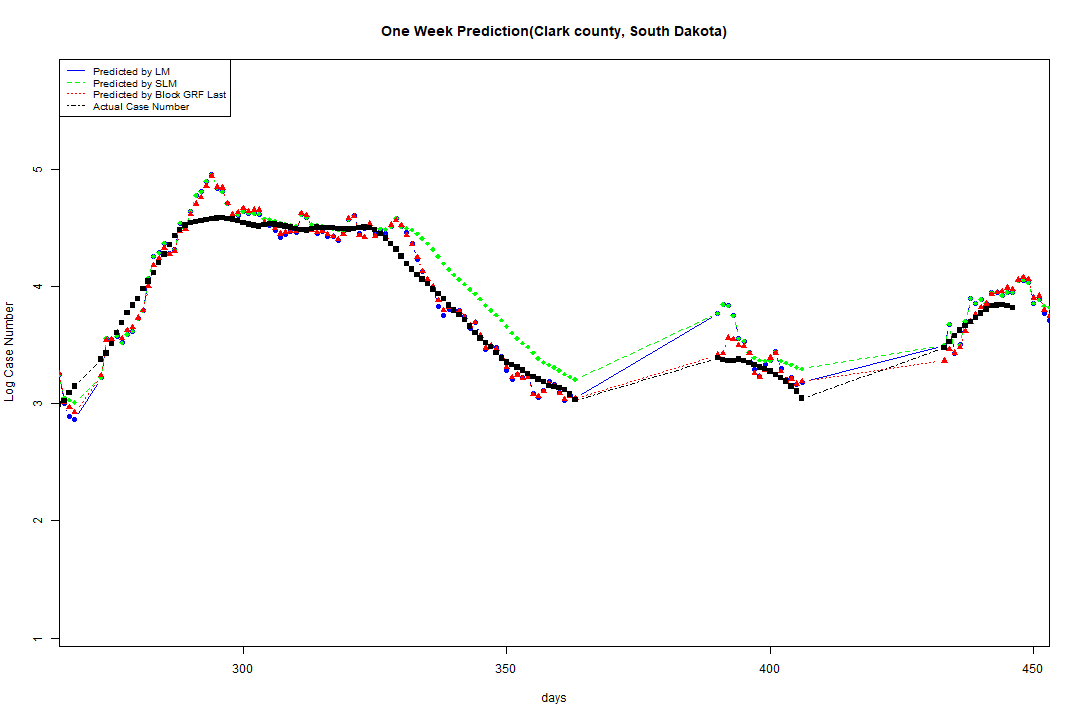 One Week Prediction(Clark county, South Dakota)
Predicted by LM
Predicted by SLM
Predicted by Block GRF Last
Actual Case Number
5
4
3
2
1
Log Case Number
300 350 400 450
days